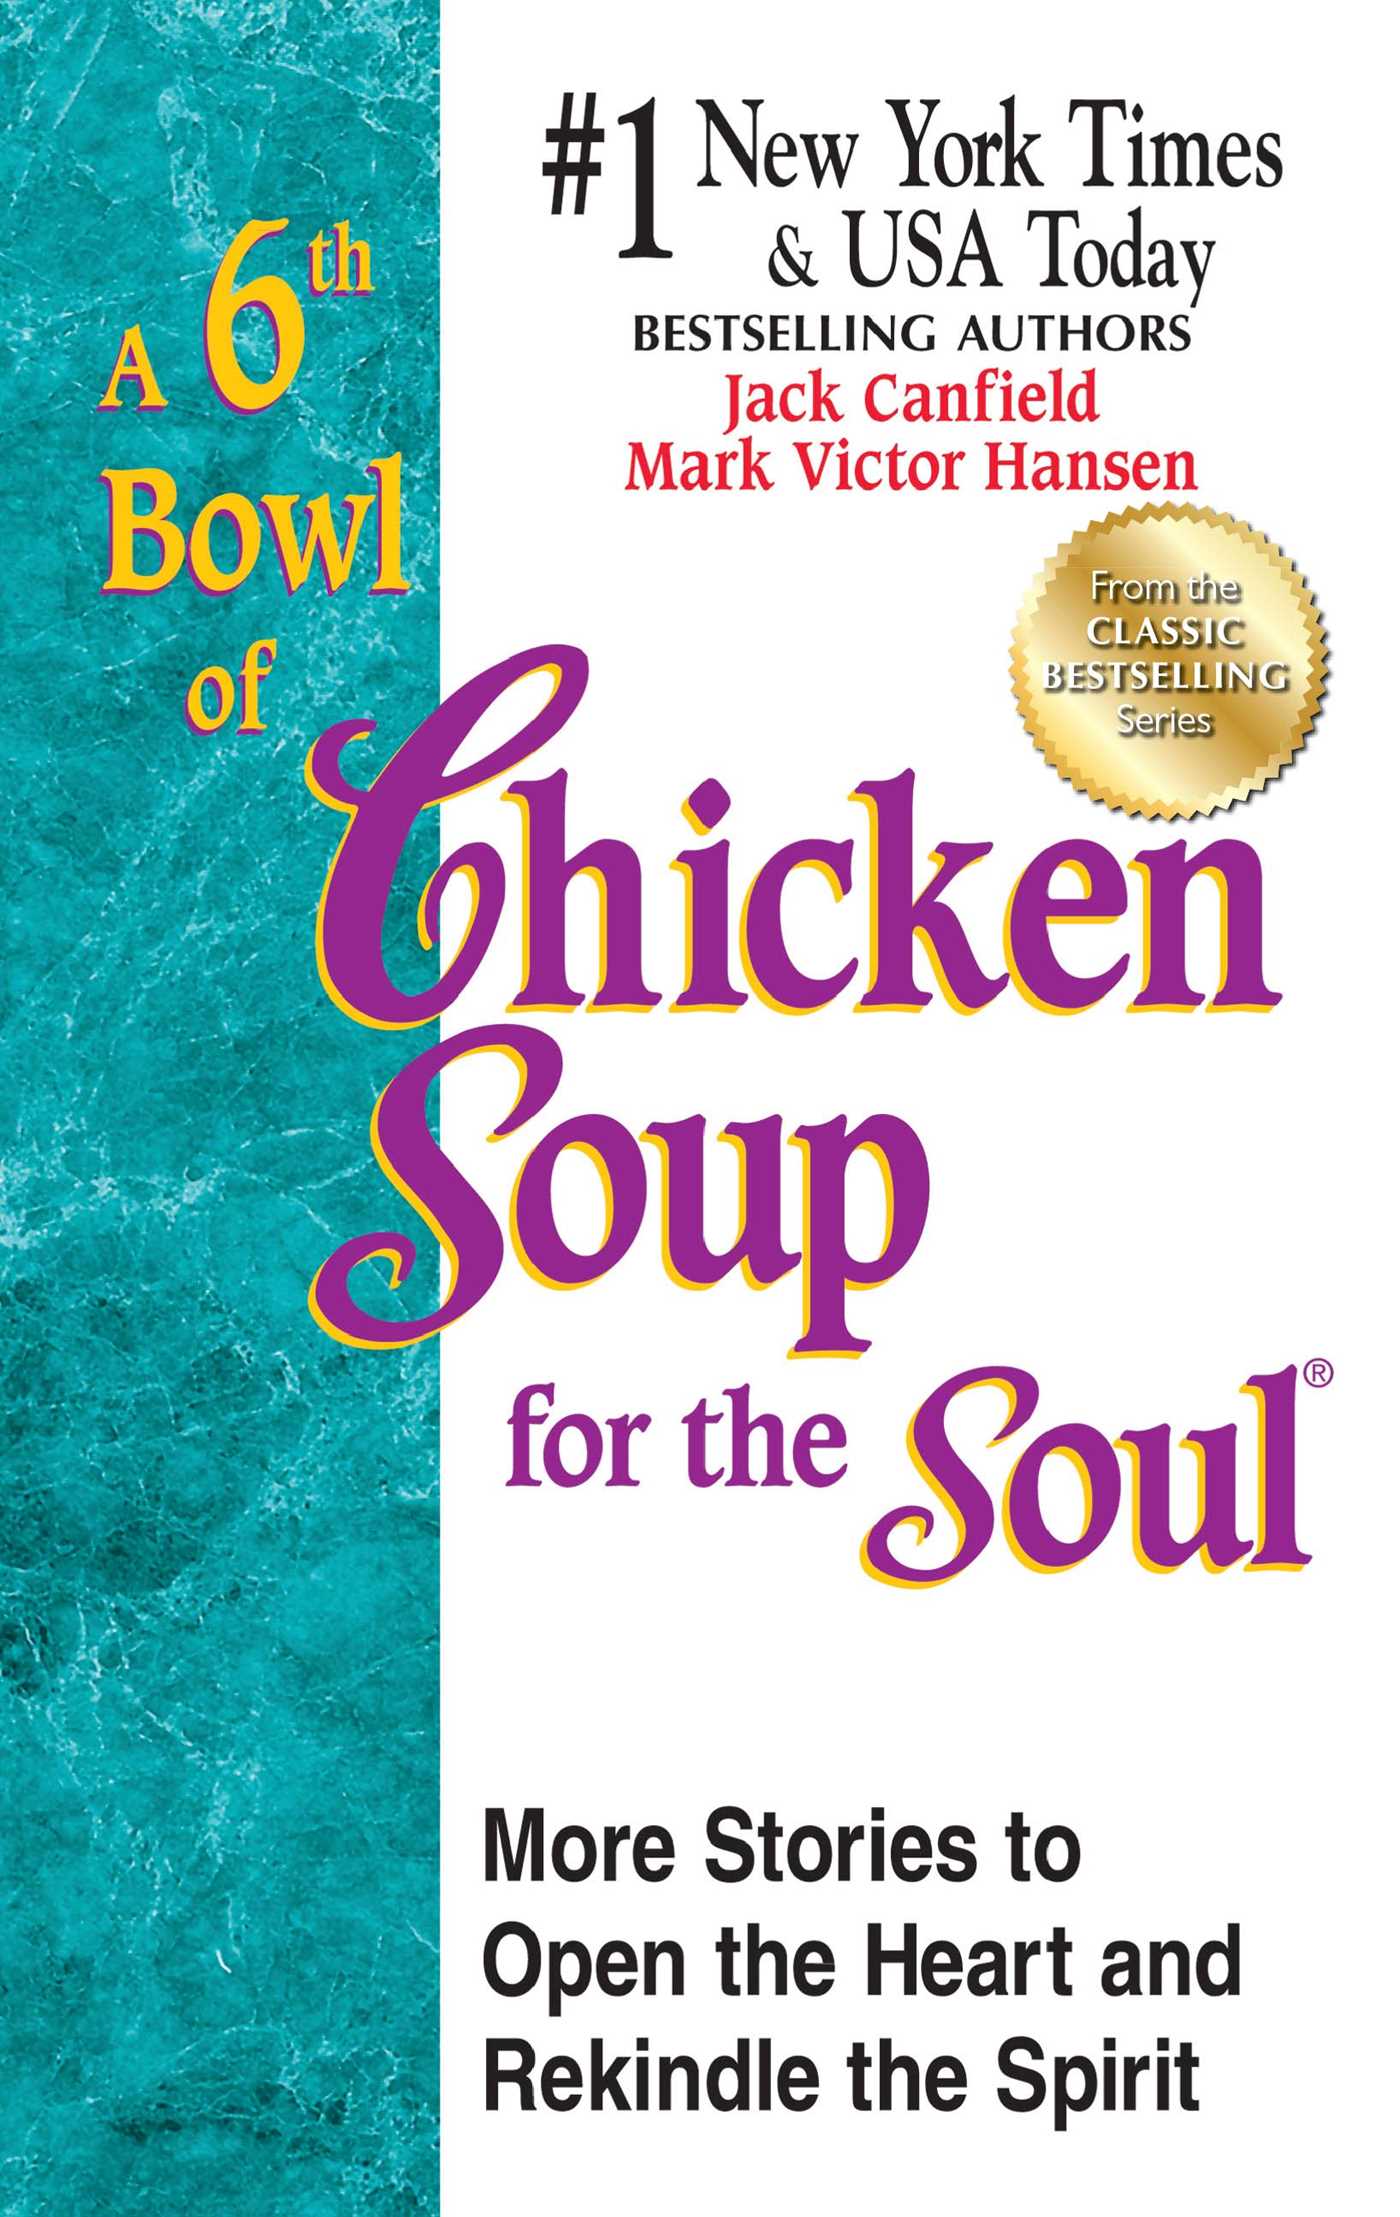 #1 New York Times
& USA Today
BESTSELLING AUTHORS
Jack Canfield
Mark Victor Hansen
From the
CLASSIC
BESTSELLING
Series
A 6th
Bowl
of
Chicken
Soup
for the Soul®
More Stories to
Open the Heart and
Rekindle the Spirit